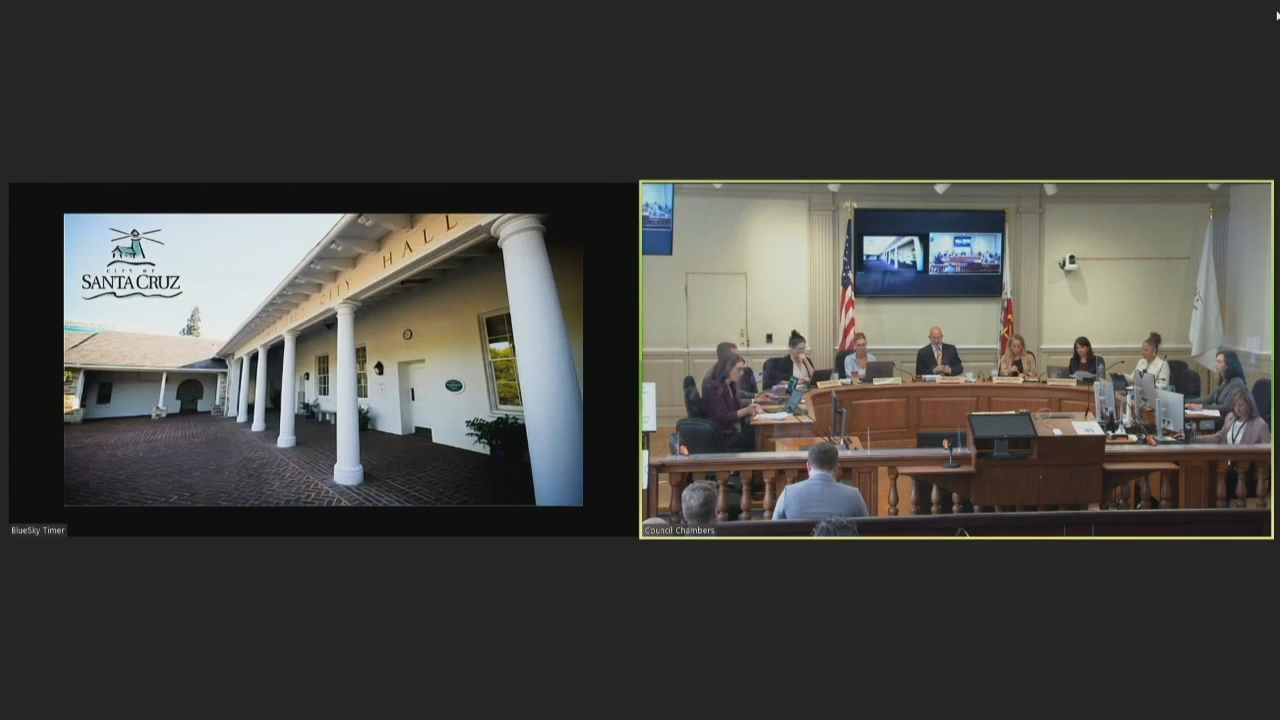 CITY OF
SANTA CRUZ
CITY HALL
BlueSky Timer
Council Chambers